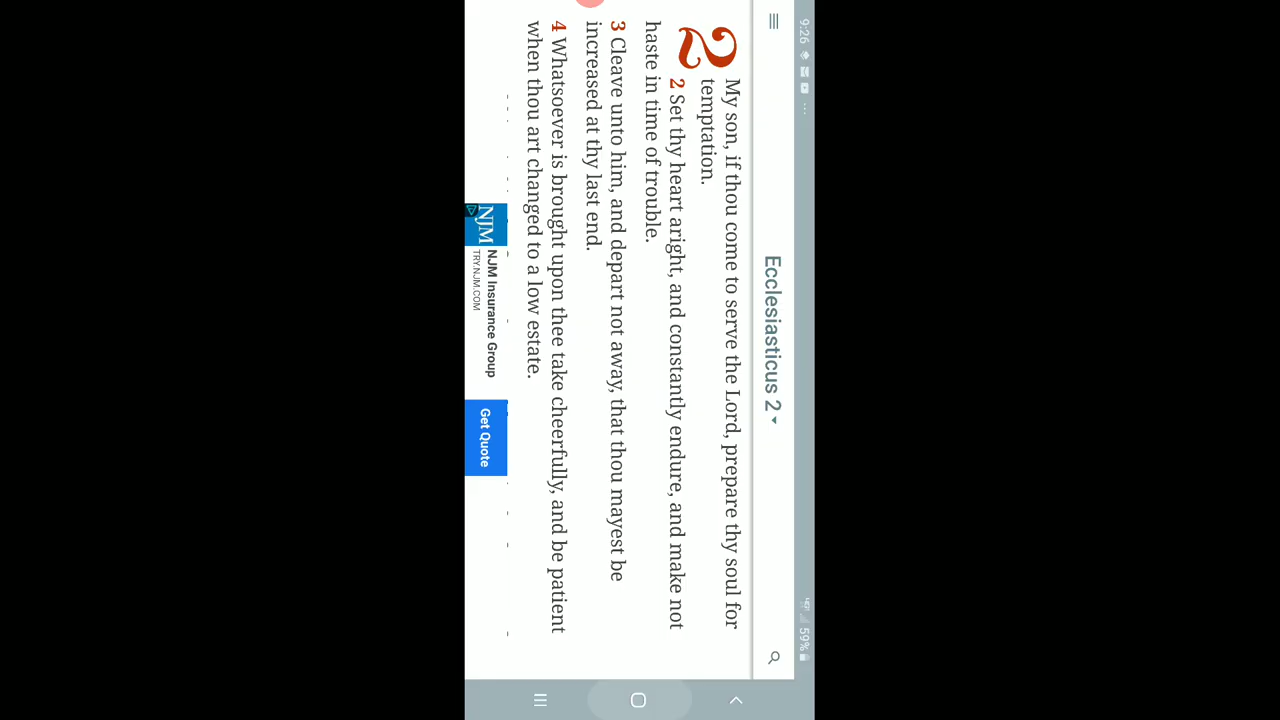 9:26
59%
Ecclesiasticus 2
2 My son, if thou come to serve the Lord, prepare thy soul for
temptation.
2 Set thy heart aright, and constantly endure, and make not
haste in time of trouble.
3 Cleave unto him, and depart not away, that thou mayest be
increased at thy last end.
4 Whatsoever is brought upon thee take cheerfully, and be patient
when thou art changed to a low estate.
NJM
NJM Insurance Group
TRY.NJM.COM
Get Quote